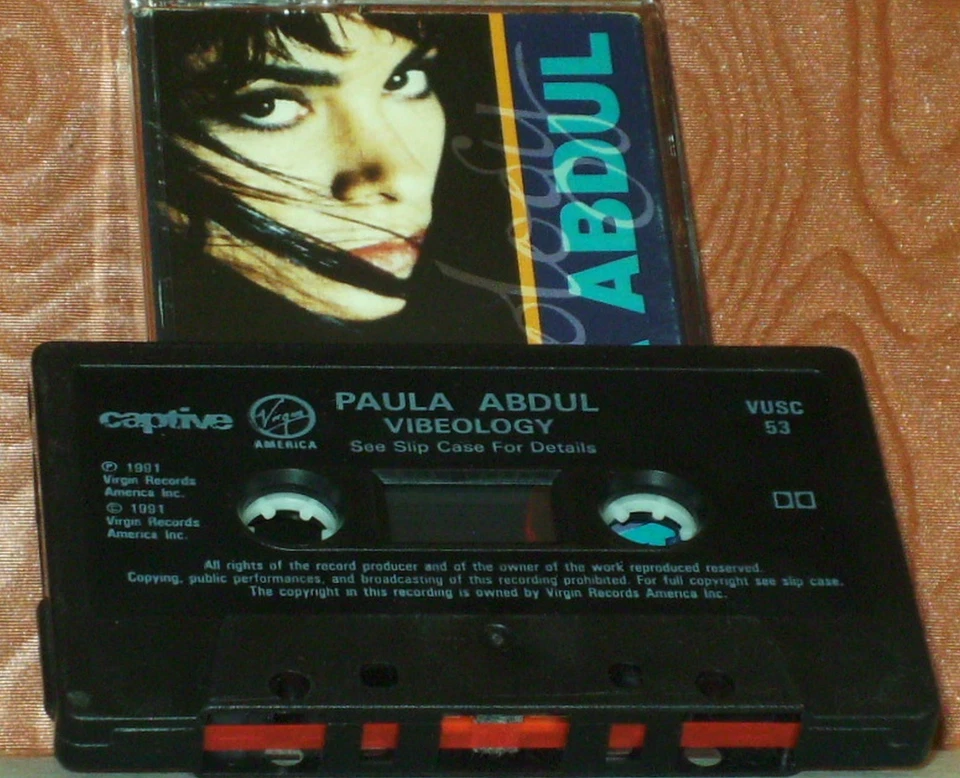 ology
ABDUL
captive
Virgin
AMERICA
PAULA ABDUL
VIBEOLOGY
See Slip Case For Details
VUSC
53
℗ 1991
Virgin Records
America Inc.
© 1991
Virgin Records
America Inc.
All rights of the record producer and of the owner of the work reproduced reserved.
Copying, public performances, and broadcasting of this recording prohibited. For full copyright see slip case.
The copyright in this recording is owned by Virgin Records America Inc.